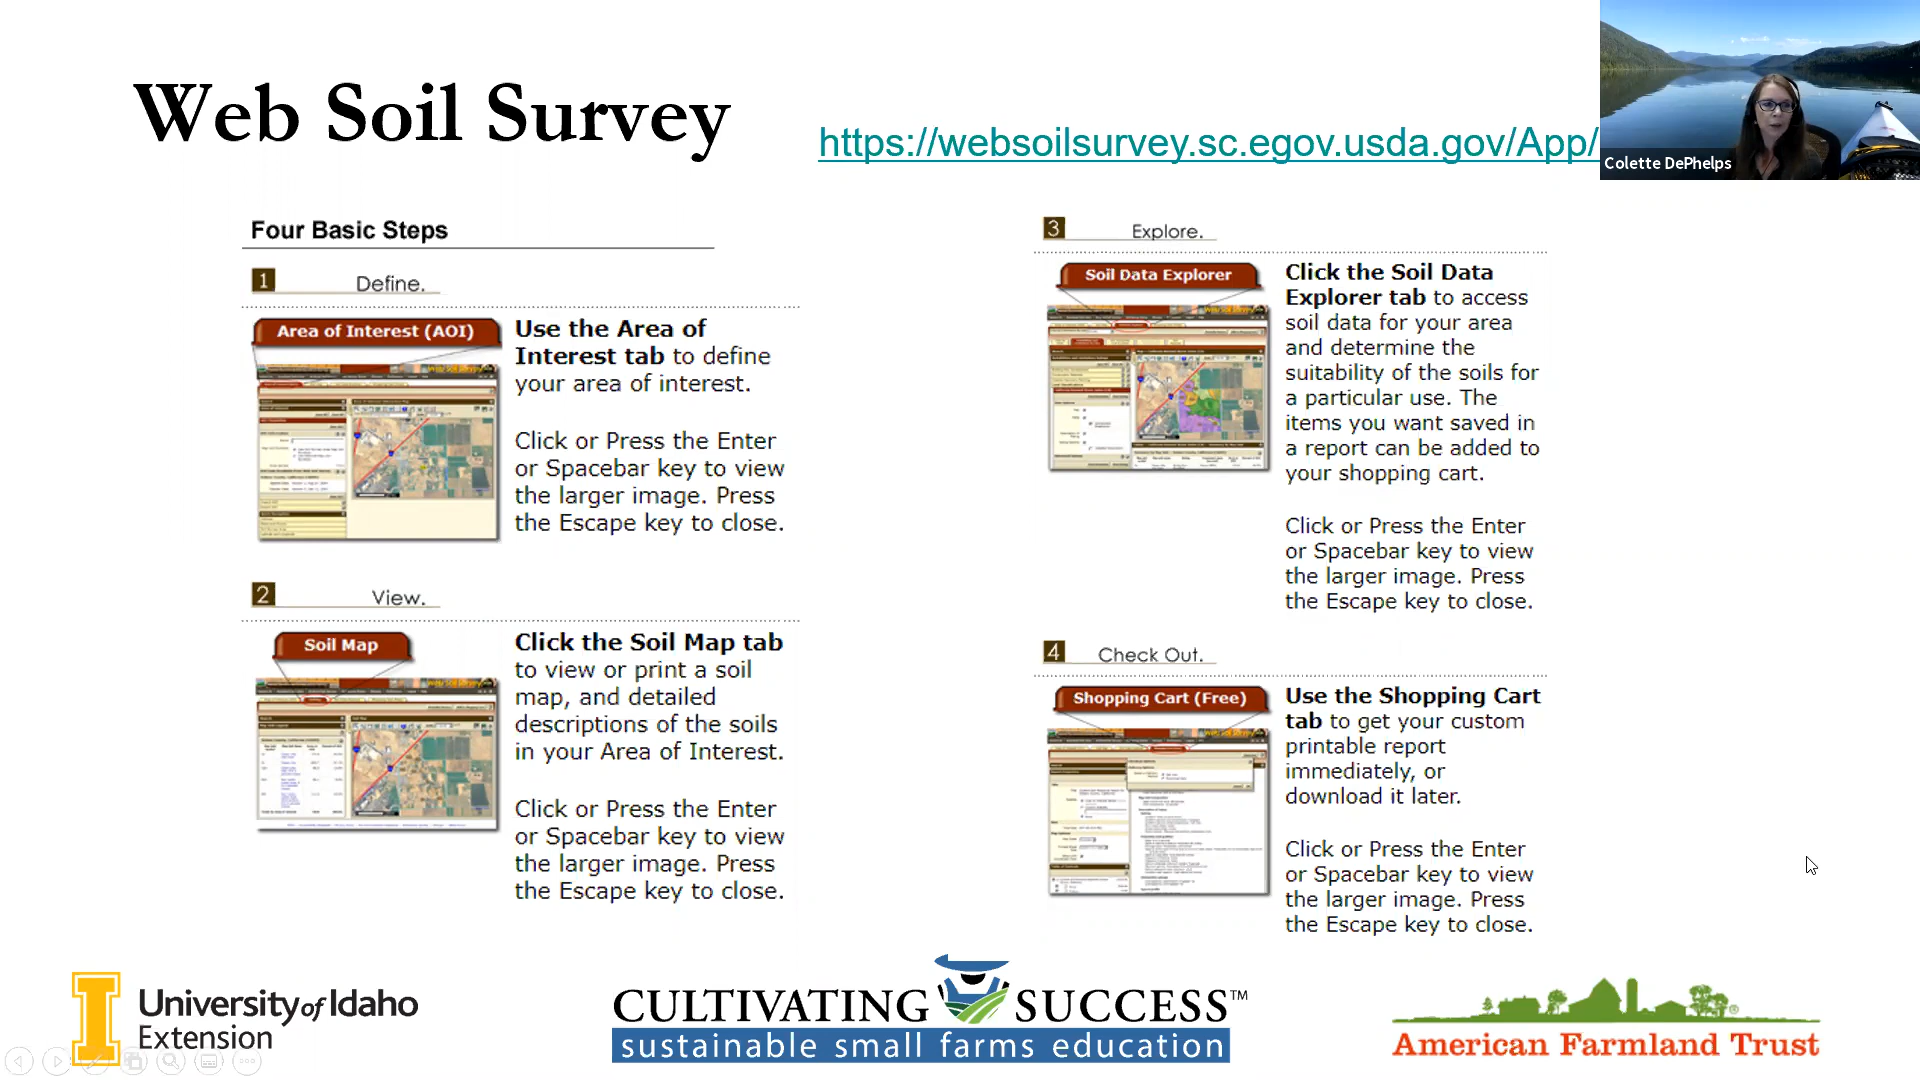 Web Soil Survey
https://websoilsurvey.sc.egov.usda.gov/App/
Colette DePhelps
Four Basic Steps
1 Define.
Area of Interest (AOI)
Use the Area of
Interest tab to define
your area of interest.
Click or Press the Enter
or Spacebar key to view
the larger image. Press
the Escape key to close.
2 View.
Soil Map
Click the Soil Map tab
to view or print a soil
map, and detailed
descriptions of the soils
in your Area of Interest.
Click or Press the Enter
or Spacebar key to view
the larger image. Press
the Escape key to close.
3 Explore.
Soil Data Explorer
Click the Soil Data
Explorer tab to access
soil data for your area
and determine the
suitability of the soils for
a particular use. The
items you want saved in
a report can be added to
your shopping cart.
Click or Press the Enter
or Spacebar key to view
the larger image. Press
the Escape key to close.
4 Check Out.
Shopping Cart (Free)
Use the Shopping Cart
tab to get your custom
printable report
immediately, or
download it later.
Click or Press the Enter
or Spacebar key to view
the larger image. Press
the Escape key to close.
I University of Idaho
Extension
CULTIVATING SUCCESS™
sustainable small farms education
American Farmland Trust